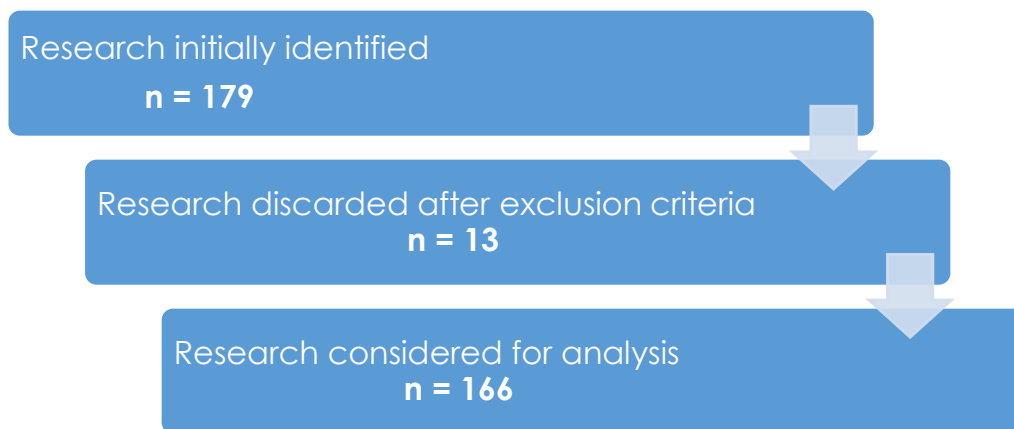 Research initially identified
n = 179
Research discarded after exclusion criteria
n = 13
Research considered for analysis
n = 166